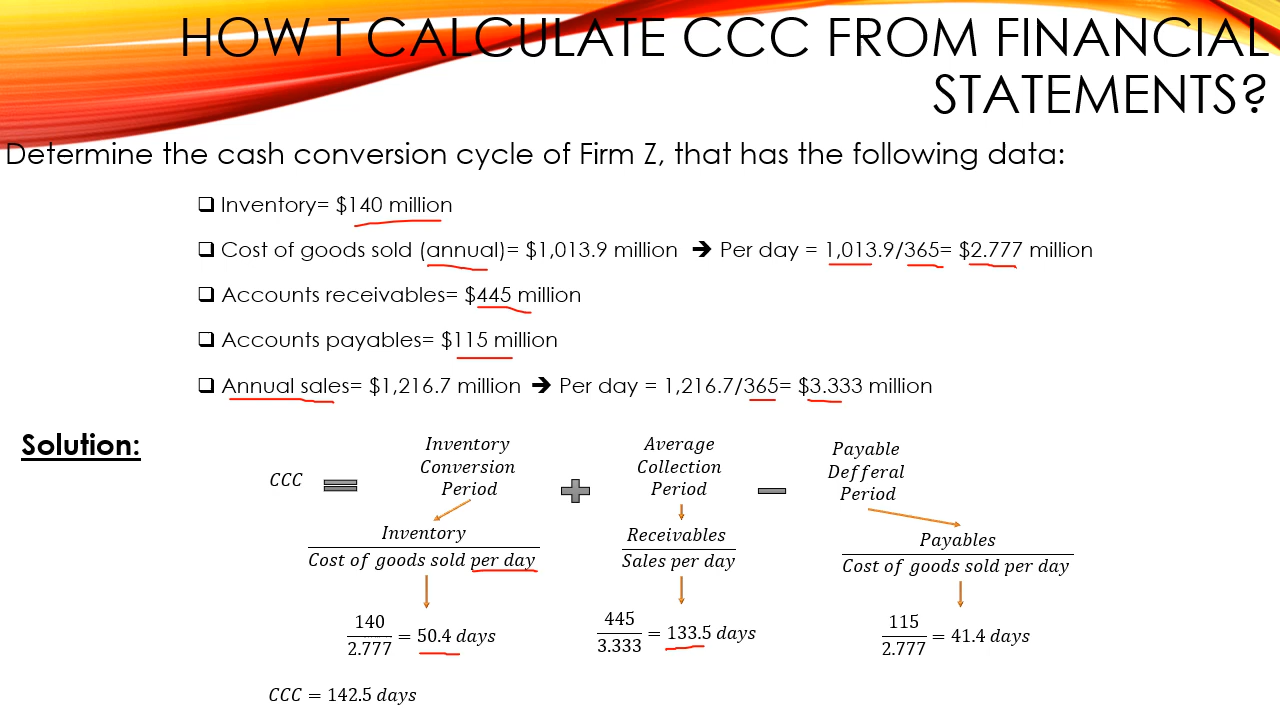 HOW T CALCULATE CCC FROM FINANCIAL
STATEMENTS?
Determine the cash conversion cycle of Firm Z, that has the following data:
❑ Inventory= $140 million
❑ Cost of goods sold (annual)= $1,013.9 million ➔ Per day = 1,013.9/365= $2.777 million
❑ Accounts receivables= $445 million
❑ Accounts payables= $115 million
❑ Annual sales= $1,216.7 million ➔ Per day = 1,216.7/365= $3.333 million
Solution:
CCC = Inventory Conversion Period + Average Collection Period − Payable Defferal Period
Inventory / Cost of goods sold per day
Receivables / Sales per day
Payables / Cost of goods sold per day
140 / 2.777 = 50.4 days
445 / 3.333 = 133.5 days
115 / 2.777 = 41.4 days
CCC = 142.5 days